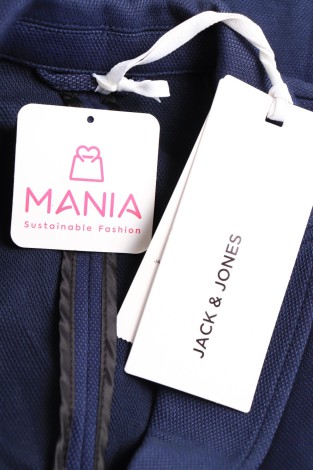 MANIA
Sustainable Fashion
JACK & JONES